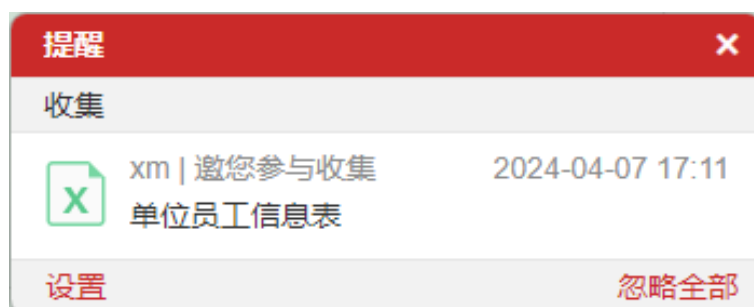 提醒 ×
收集
xm | 邀您参与收集 2024-04-07 17:11
X
单位员工信息表
设置 忽略全部